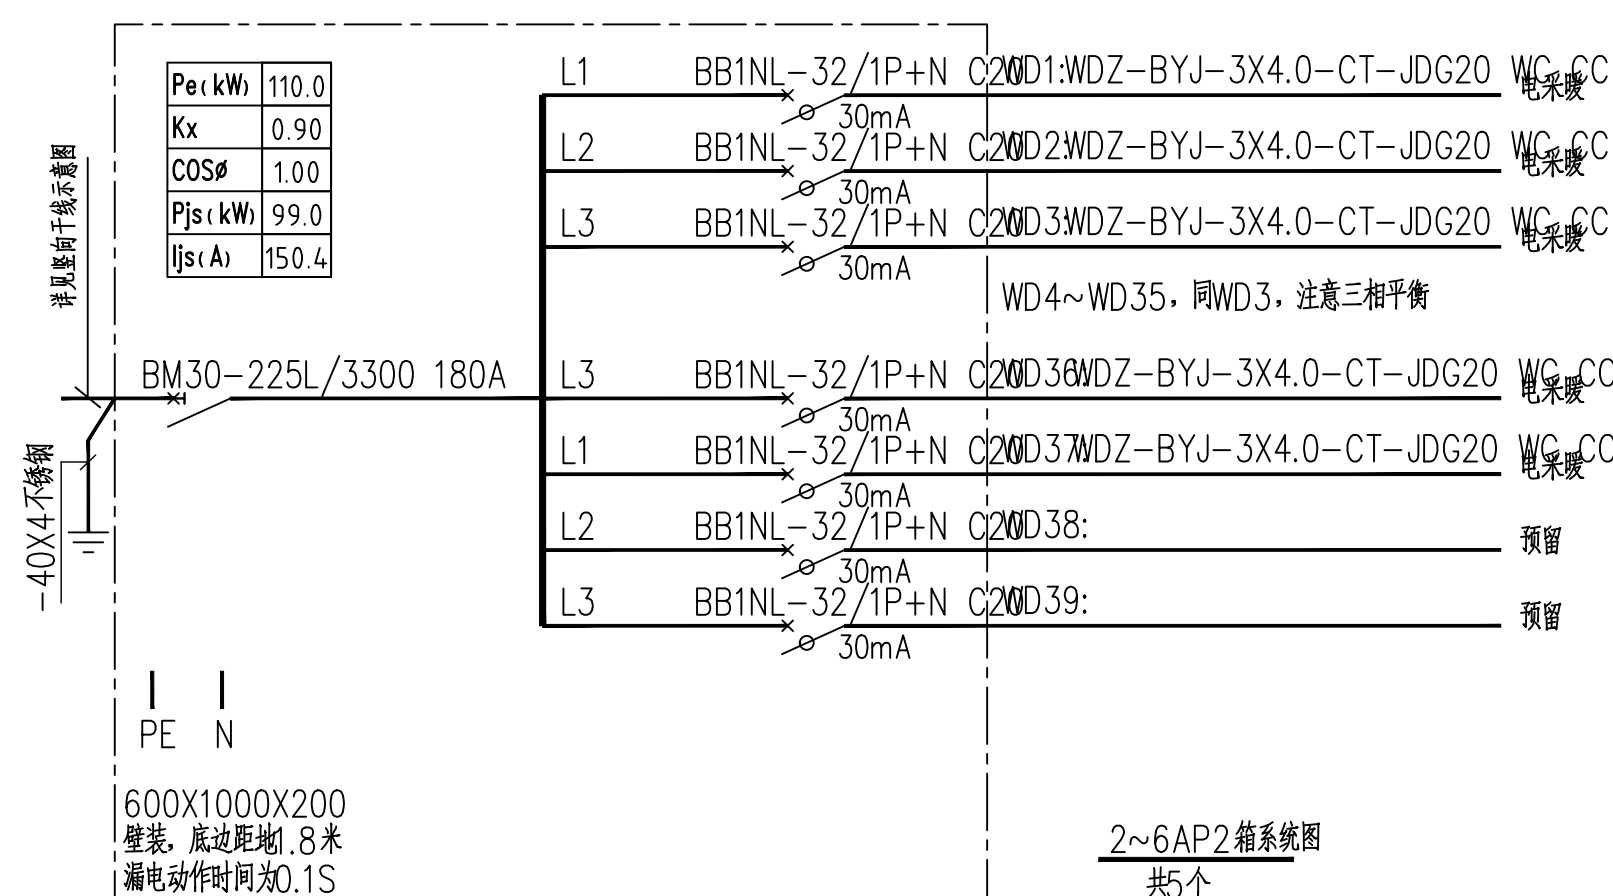 Pe(kW) 110.0
Kx 0.90
COSø 1.00
Pjs(kW) 99.0
Ijs(A) 150.4
详见竖向干线示意图
BM30-225L/3300 180A
-40X4不锈钢
L1 BB1NL-32/1P+N C20 WD1:WDZ-BYJ-3X4.0-CT-JDG20 WC CC 电采暖
30mA
L2 BB1NL-32/1P+N C20 WD2:WDZ-BYJ-3X4.0-CT-JDG20 WC CC 电采暖
30mA
L3 BB1NL-32/1P+N C20 WD3:WDZ-BYJ-3X4.0-CT-JDG20 WC CC 电采暖
30mA
WD4~WD35，同WD3，注意三相平衡
L3 BB1NL-32/1P+N C20 WD36:WDZ-BYJ-3X4.0-CT-JDG20 WC CC 电采暖
30mA
L1 BB1NL-32/1P+N C20 WD37:WDZ-BYJ-3X4.0-CT-JDG20 WC CC 电采暖
30mA
L2 BB1NL-32/1P+N C20 WD38: 预留
30mA
L3 BB1NL-32/1P+N C20 WD39: 预留
30mA
PE N
600X1000X200
壁装，底边距地1.8米
漏电动作时间为0.1S
2~6AP2箱系统图
共5个